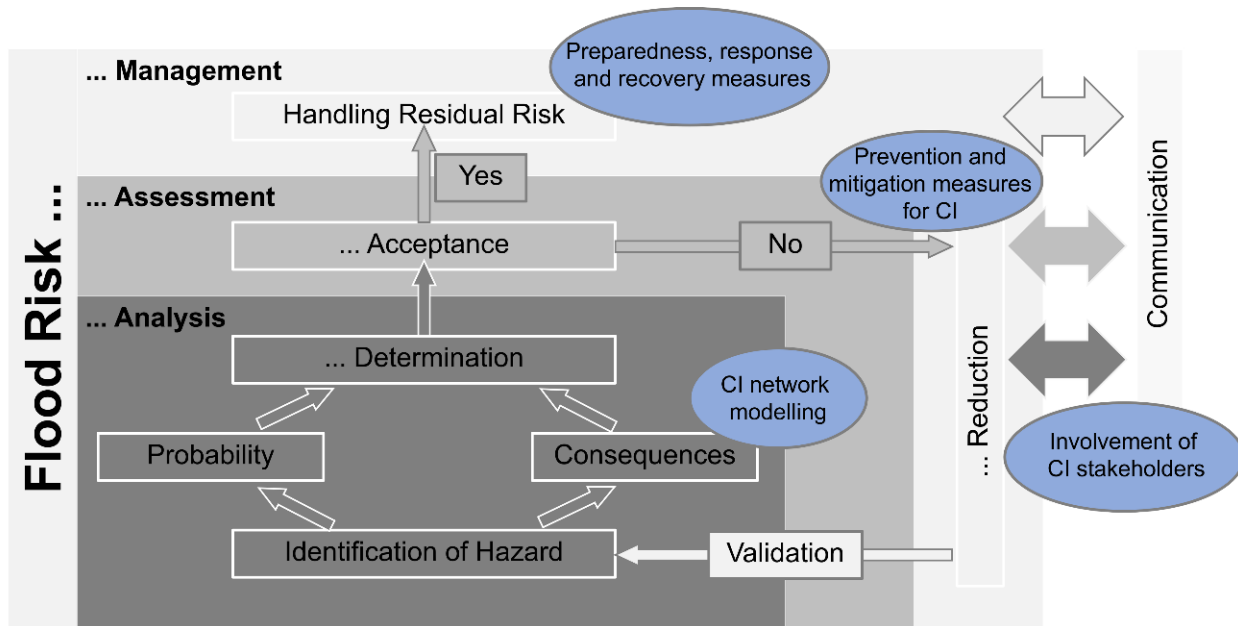 Flood Risk ...
... Management
Preparedness, response
and recovery measures
Handling Residual Risk
Yes
Prevention and
mitigation measures
for CI
... Assessment
... Acceptance
No
Communication
... Analysis
... Determination
CI network
modelling
... Reduction
Probability
Consequences
Involvement of
CI stakeholders
Identification of Hazard
Validation